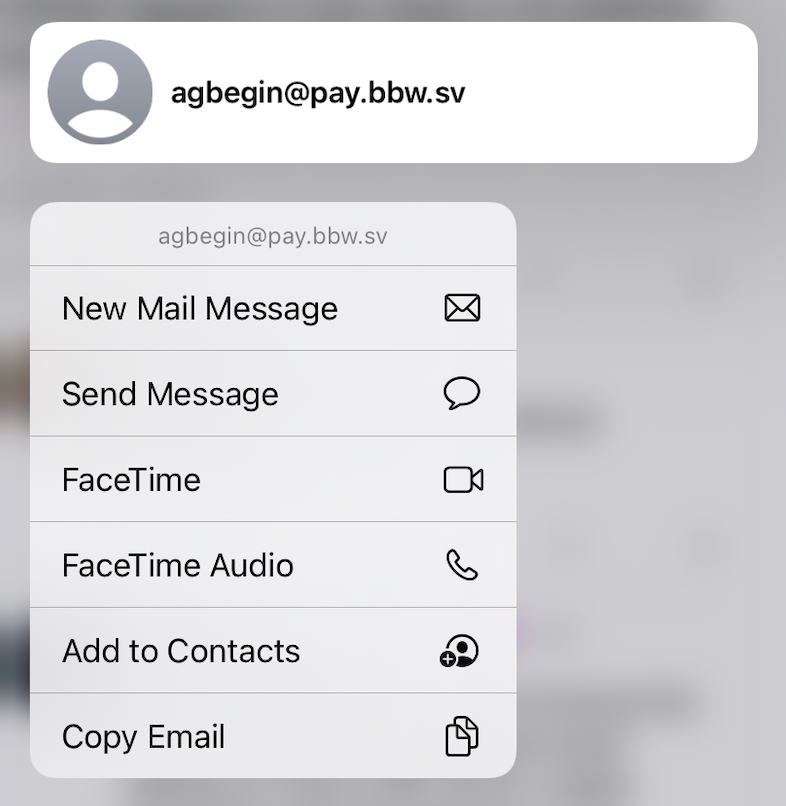 agbegin@pay.bbw.sv
agbegin@pay.bbw.sv
New Mail Message
Send Message
FaceTime
FaceTime Audio
Add to Contacts
Copy Email